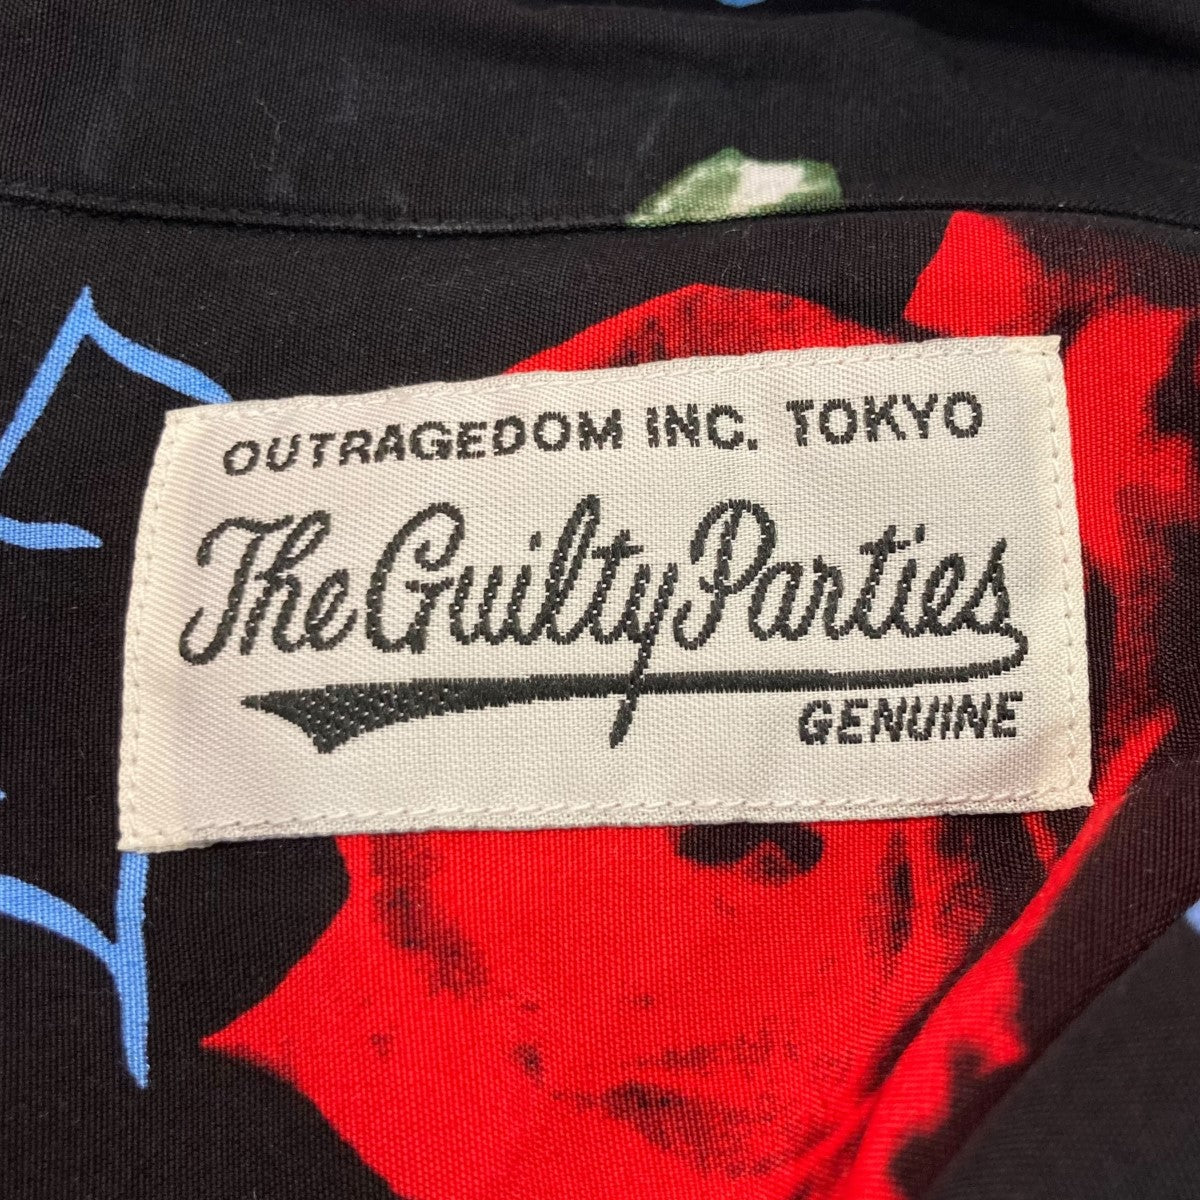 OUTRAGEDOM INC. TOKYO
The Guilty Parties
GENUINE